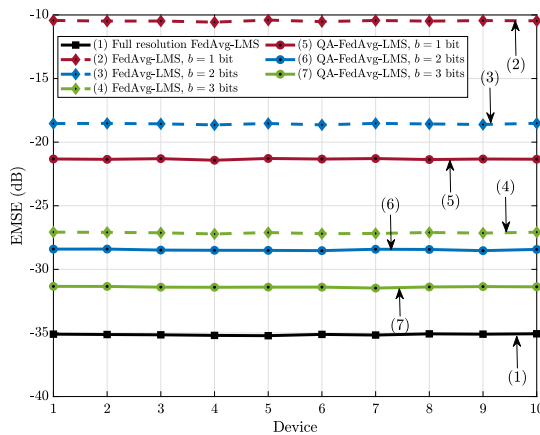 -10
-15
-20
-25
-30
-35
-40
EMSE (dB)
(1) Full resolution FedAvg-LMS
(2) FedAvg-LMS, b = 1 bit
(3) FedAvg-LMS, b = 2 bits
(4) FedAvg-LMS, b = 3 bits
(5) QA-FedAvg-LMS, b = 1 bit
(6) QA-FedAvg-LMS, b = 2 bits
(7) QA-FedAvg-LMS, b = 3 bits
(2)
(3)
(4)
(5)
(6)
(7)
(1)
1 2 3 4 5 6 7 8 9 10
Device